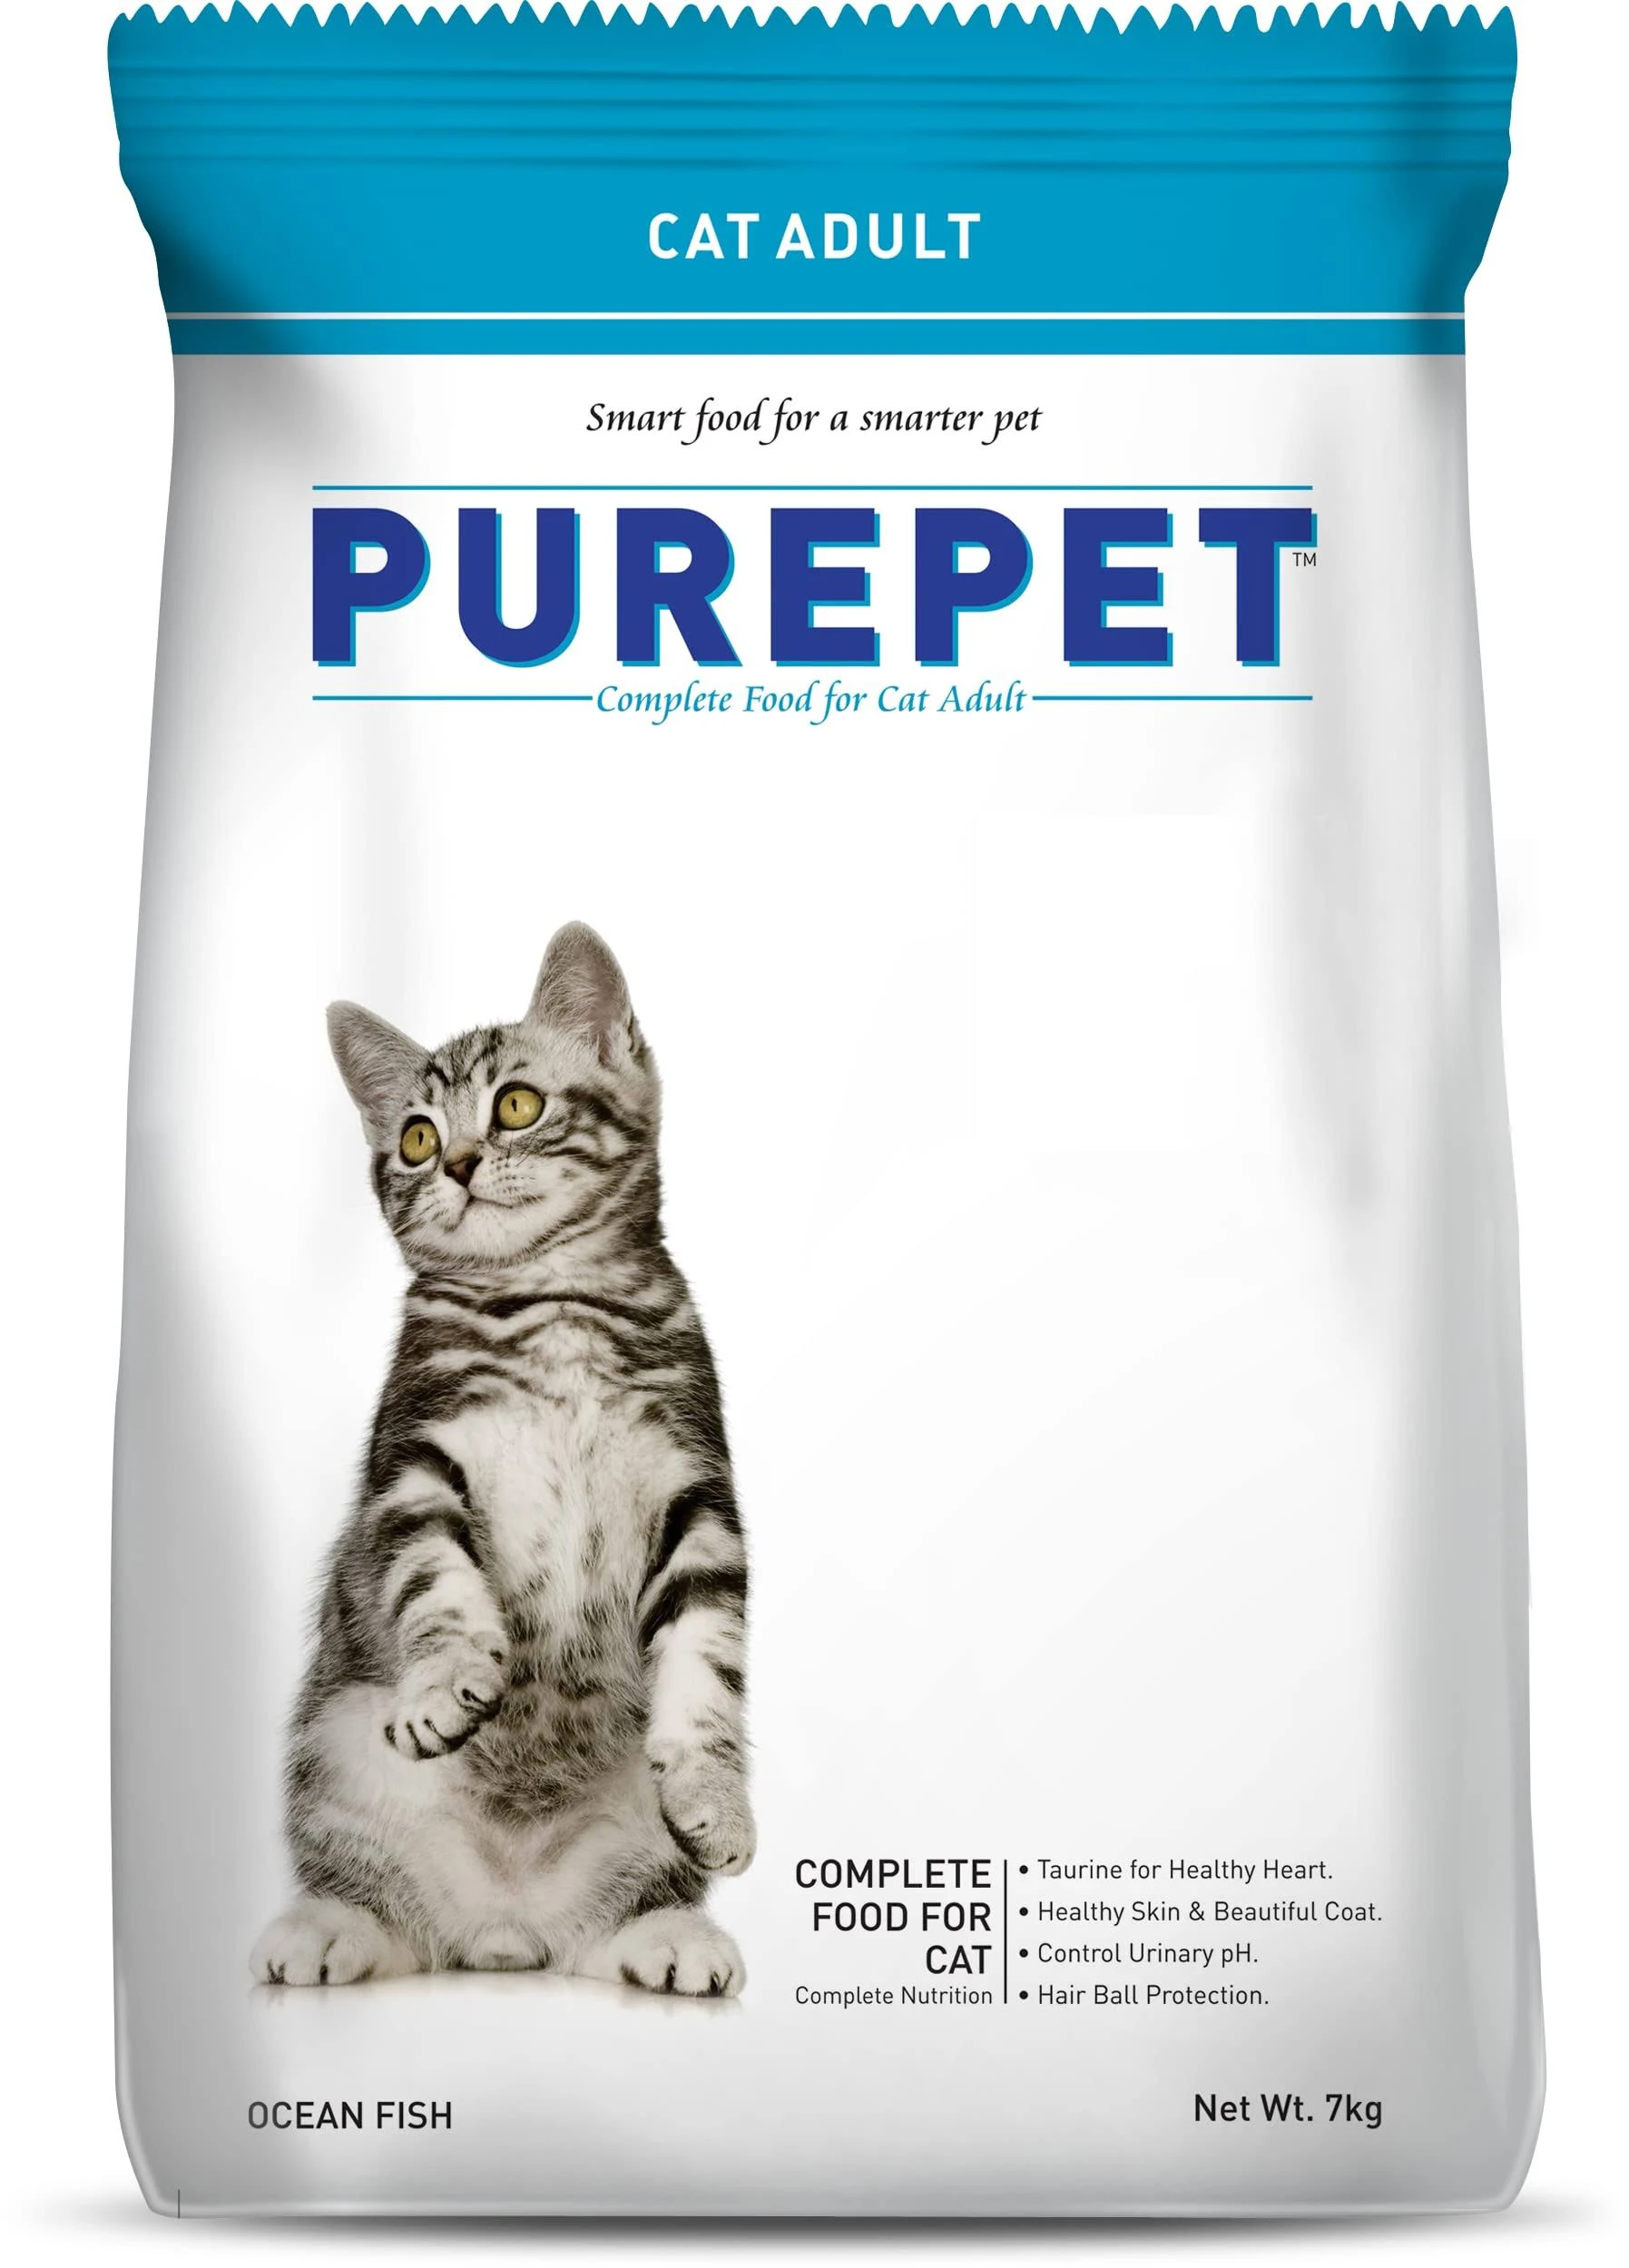 CAT ADULT
Smart food for a smarter pet
PUREPET™
Complete Food for Cat Adult
COMPLETE
FOOD FOR
CAT
Complete Nutrition
• Taurine for Healthy Heart.
• Healthy Skin & Beautiful Coat.
• Control Urinary pH.
• Hair Ball Protection.
OCEAN FISH
Net Wt. 7kg